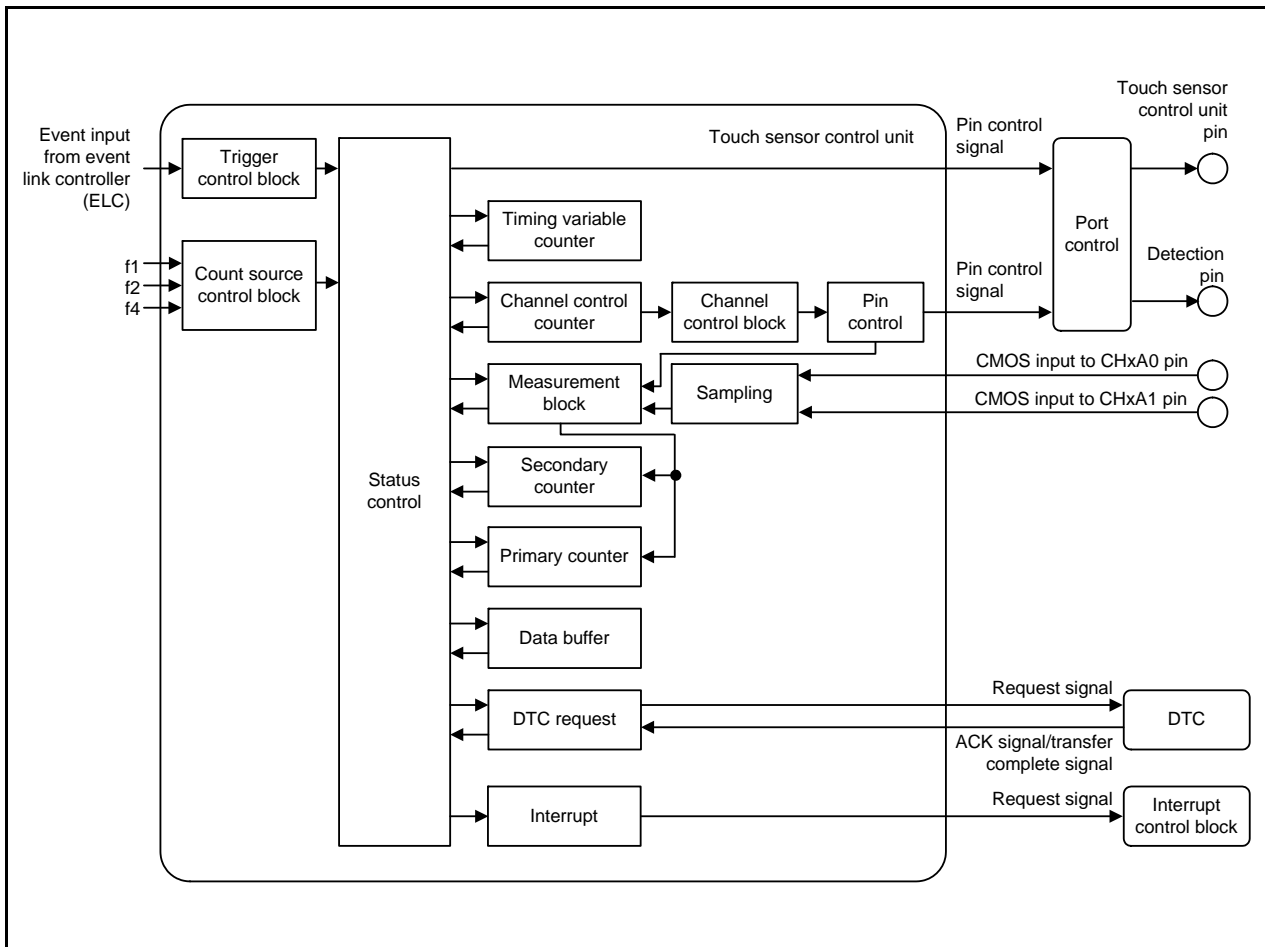 Event input
from event
link controller
(ELC)
Trigger
control block
Touch sensor control unit
Pin control
signal
Touch sensor
control unit
pin
f1
f2
f4
Count source
control block
Timing variable
counter
Port
control
Channel control
counter
Channel
control block
Pin
control
Pin control
signal
Detection
pin
Measurement
block
Sampling
CMOS input to CHxA0 pin
CMOS input to CHxA1 pin
Status
control
Secondary
counter
Primary counter
Data buffer
DTC request
Request signal
DTC
ACK signal/transfer
complete signal
Interrupt
Request signal
Interrupt
control block